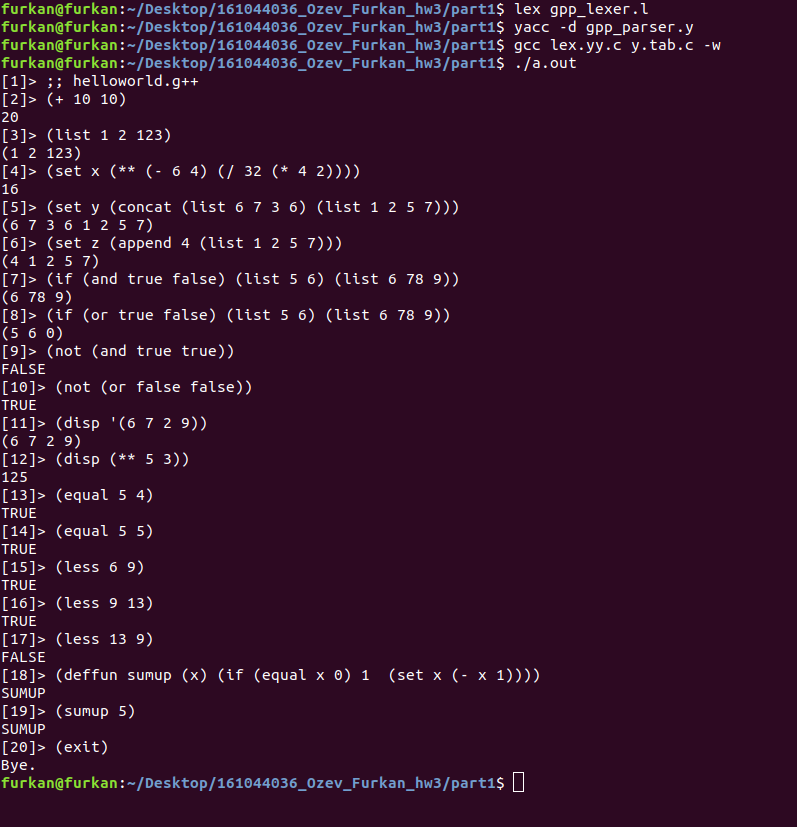 furkan@furkan:~/Desktop/161044036_Ozev_Furkan_hw3/part1$ lex gpp_lexer.l
furkan@furkan:~/Desktop/161044036_Ozev_Furkan_hw3/part1$ yacc -d gpp_parser.y
furkan@furkan:~/Desktop/161044036_Ozev_Furkan_hw3/part1$ gcc lex.yy.c y.tab.c -w
furkan@furkan:~/Desktop/161044036_Ozev_Furkan_hw3/part1$ ./a.out
[1]> ;; helloworld.g++
[2]> (+ 10 10)
20
[3]> (list 1 2 123)
(1 2 123)
[4]> (set x (** (- 6 4) (/ 32 (* 4 2))))
16
[5]> (set y (concat (list 6 7 3 6) (list 1 2 5 7)))
(6 7 3 6 1 2 5 7)
[6]> (set z (append 4 (list 1 2 5 7)))
(4 1 2 5 7)
[7]> (if (and true false) (list 5 6) (list 6 78 9))
(6 78 9)
[8]> (if (or true false) (list 5 6) (list 6 78 9))
(5 6 0)
[9]> (not (and true true))
FALSE
[10]> (not (or false false))
TRUE
[11]> (disp '(6 7 2 9))
(6 7 2 9)
[12]> (disp (** 5 3))
125
[13]> (equal 5 4)
TRUE
[14]> (equal 5 5)
TRUE
[15]> (less 6 9)
TRUE
[16]> (less 9 13)
TRUE
[17]> (less 13 9)
FALSE
[18]> (deffun sumup (x) (if (equal x 0) 1  (set x (- x 1))))
SUMUP
[19]> (sumup 5)
SUMUP
[20]> (exit)
Bye.
furkan@furkan:~/Desktop/161044036_Ozev_Furkan_hw3/part1$